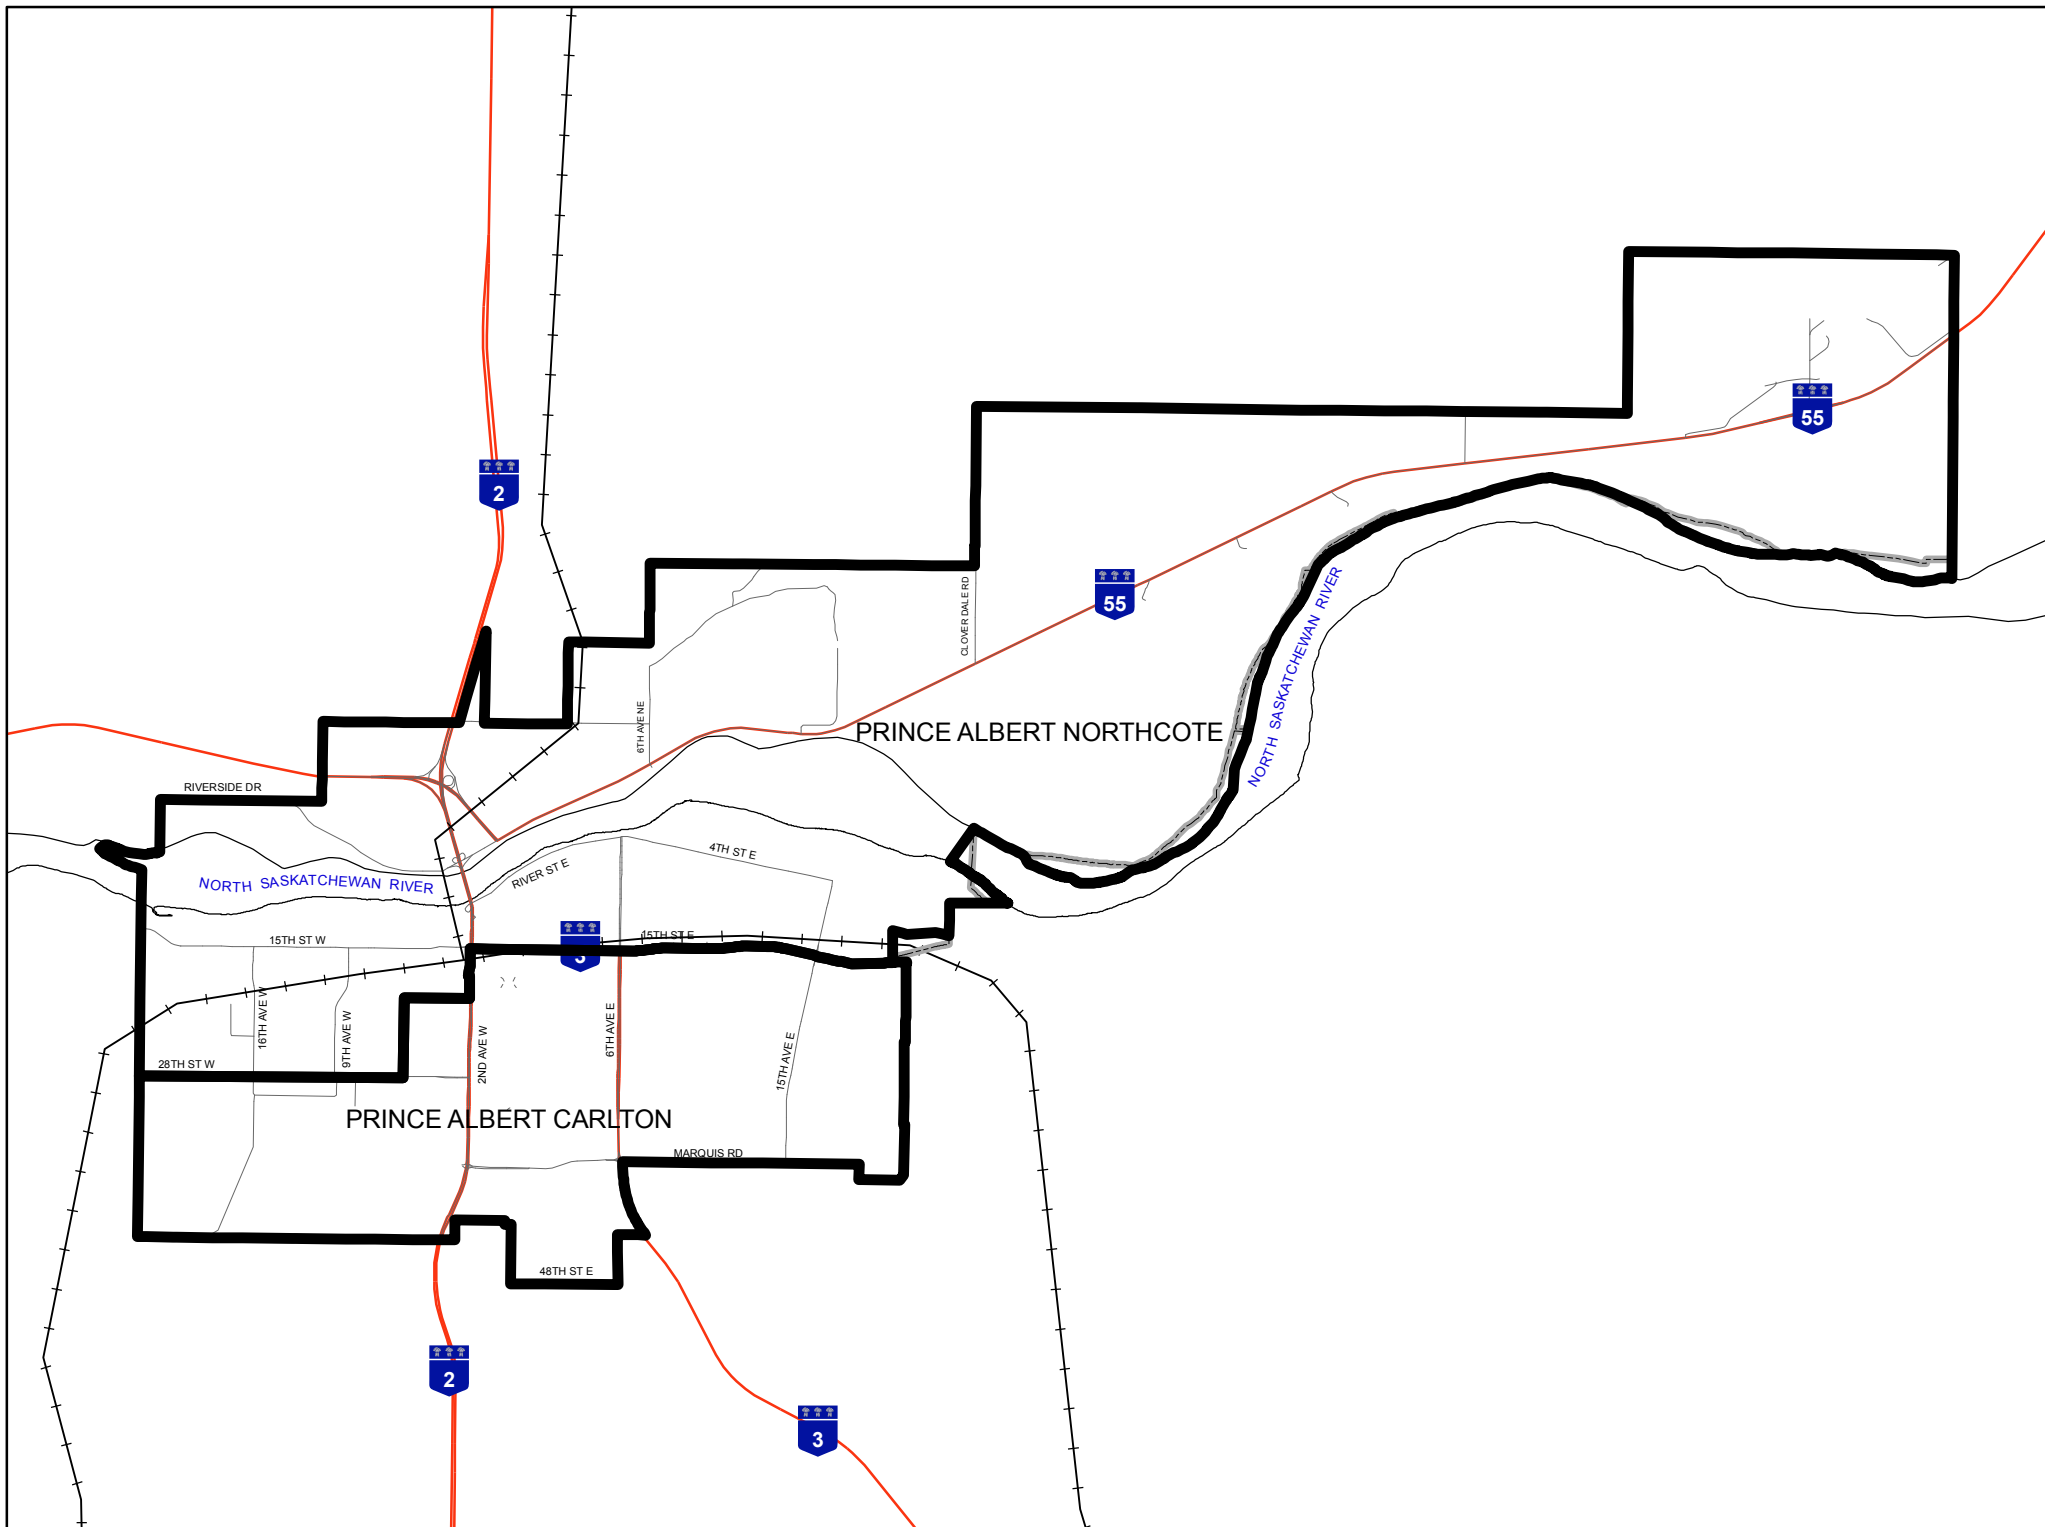 2
55
55
CLOVER DALE RD
NORTH SASKATCHEWAN RIVER
6TH AVE NE
PRINCE ALBERT NORTHCOTE
RIVERSIDE DR
4TH ST E
RIVER ST E
NORTH SASKATCHEWAN RIVER
15TH ST W
15TH ST E
3
16TH AVE W
9TH AVE W
2ND AVE W
6TH AVE E
15TH AVE E
28TH ST W
PRINCE ALBERT CARLTON
MARQUIS RD
48TH ST E
2
3